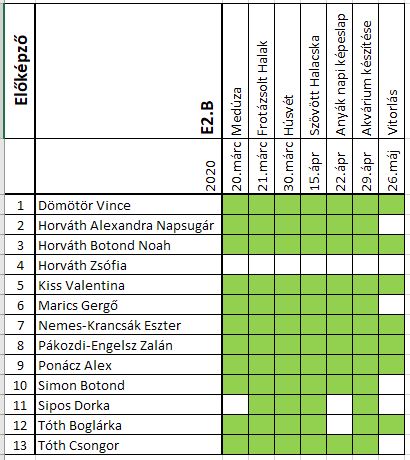 Előképző
E2.B
2020
20.márc Medúza
21.márc Frotázsolt Halak
30.márc Húsvét
15.ápr Szövött Halacska
22.ápr Anyák napi képeslap
29.ápr Akvárium készítése
26.máj Vitorlás
1 Dömötör Vince
2 Horváth Alexandra Napsugár
3 Horváth Botond Noah
4 Horváth Zsófia
5 Kiss Valentina
6 Marics Gergő
7 Nemes-Krancsák Eszter
8 Pákozdi-Engelsz Zalán
9 Ponácz Alex
10 Simon Botond
11 Sipos Dorka
12 Tóth Boglárka
13 Tóth Csongor